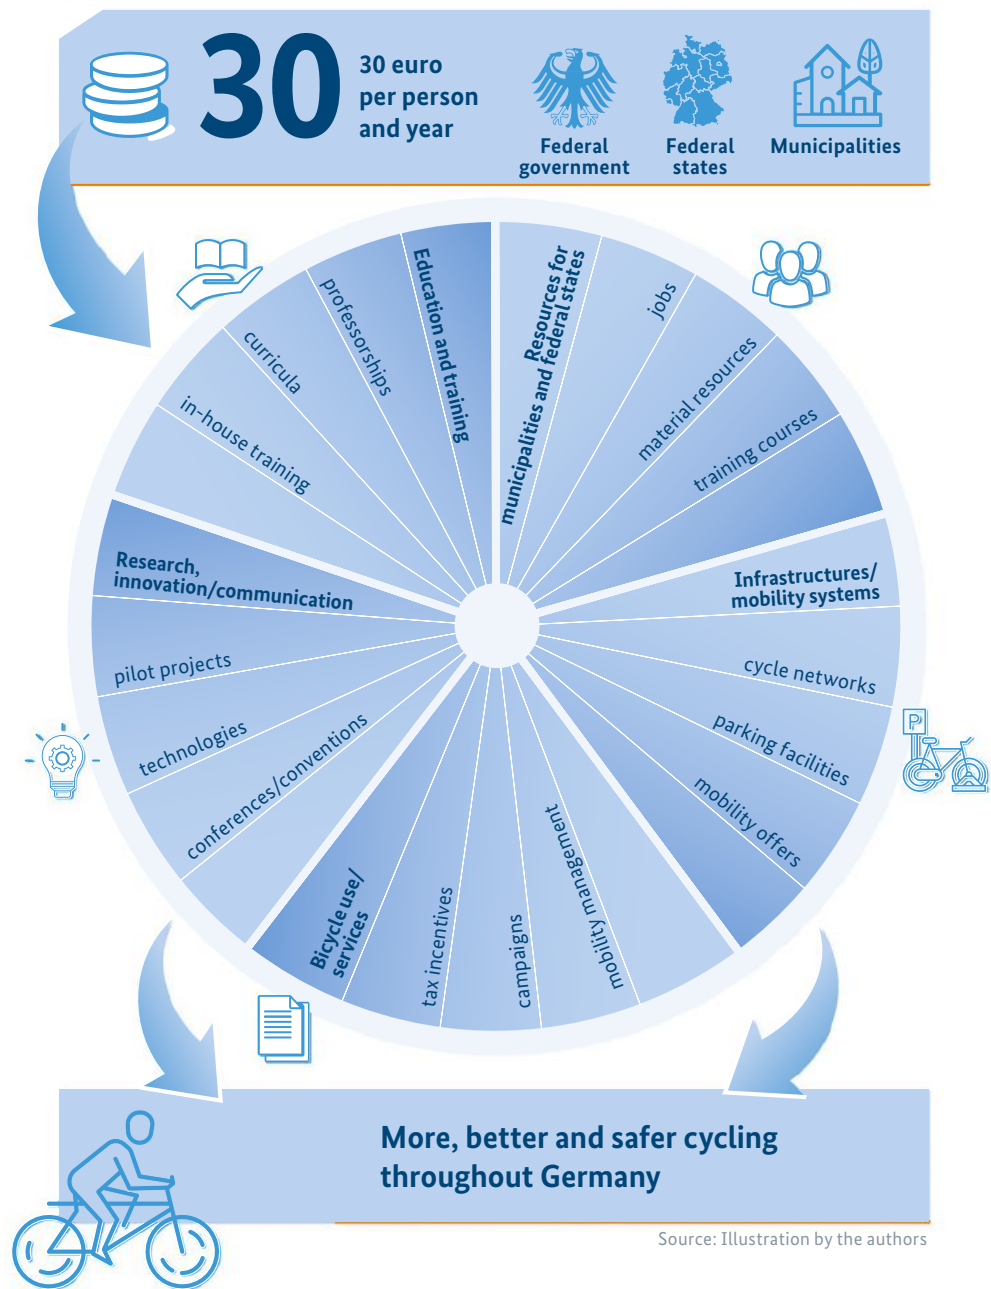 30
30 euro
per person
and year
Federal
government
Federal
states
Municipalities
Resources for
municipalities and federal states
jobs
material resources
training courses
Infrastructures/
mobility systems
cycle networks
parking facilities
mobility offers
Bicycle use/
services
tax incentives
campaigns
mobility management
Research,
innovation/communication
pilot projects
technologies
conferences/conventions
Education and training
professorships
curricula
in-house training
P
More, better and safer cycling
throughout Germany
Source: Illustration by the authors